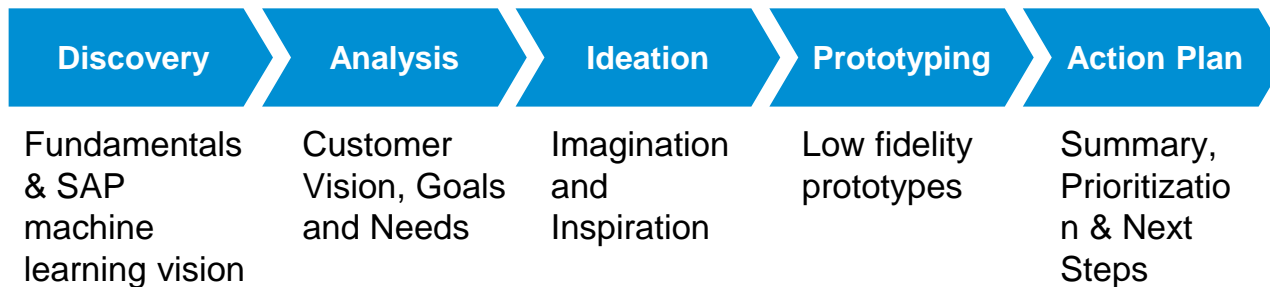 Discovery
Analysis
Ideation
Prototyping
Action Plan
Fundamentals
& SAP
machine
learning vision
Customer
Vision, Goals
and Needs
Imagination
and
Inspiration
Low fidelity
prototypes
Summary,
Prioritizatio
n & Next
Steps